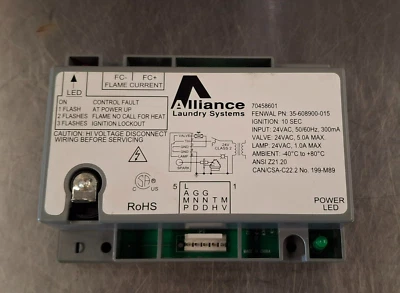 FC- FC+
LED
FLAME CURRENT
ON CONTROL FAULT
1 FLASH AT POWER UP
2 FLASHES FLAME NO CALL FOR HEAT
3 FLASHES IGNITION LOCKOUT
CAUTION: HI VOLTAGE DISCONNECT
WIRING BEFORE SERVICING
Alliance
Laundry Systems
70458601
FENWAL PN: 35-608900-015
IGNITION: 10 SEC
INPUT: 24VAC, 50/60Hz, 300mA
VALVE: 24VAC, 5.0A MAX.
LAMP: 24VAC, 1.0A MAX
AMBIENT: -40°C to +80°C
ANSI Z21.20
CAN/CSA-C22.2 No. 199-M89
24V
CLASS 2
RoHS
5 1
L A G
A G G
M N N T M
P D D H V
POWER
LED